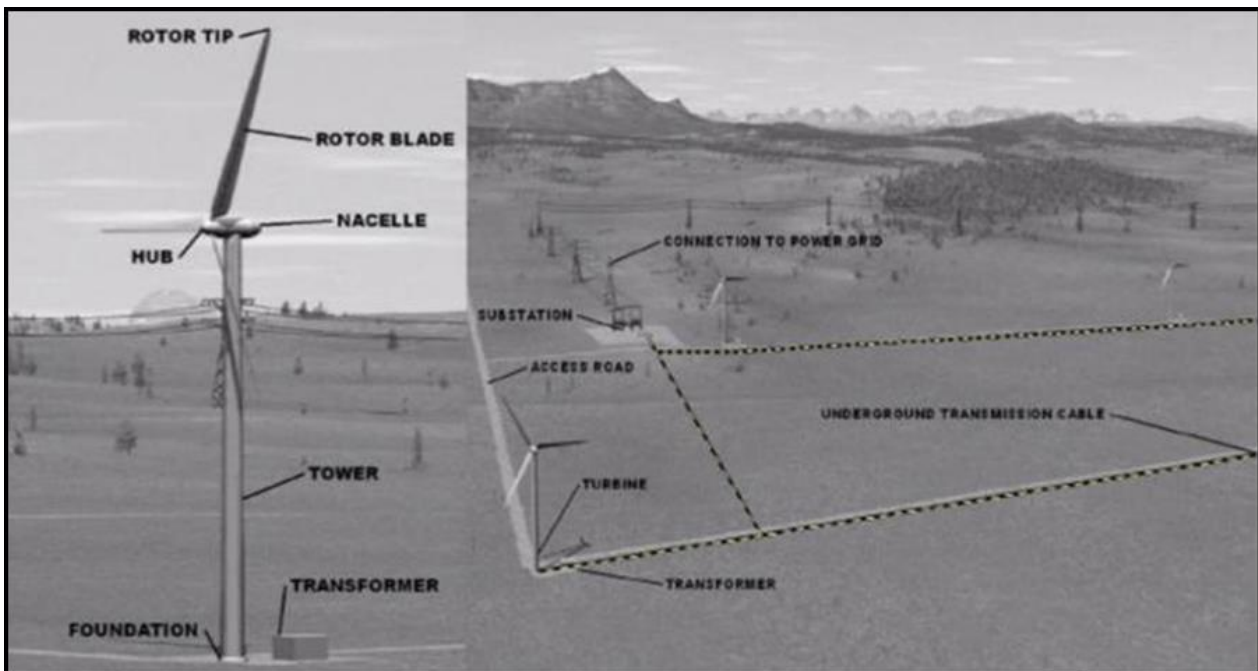 ROTOR TIP
ROTOR BLADE
NACELLE
HUB
TOWER
TRANSFORMER
FOUNDATION
CONNECTION TO POWER GRID
SUBSTATION
ACCESS ROAD
UNDERGROUND TRANSMISSION CABLE
TURBINE
TRANSFORMER